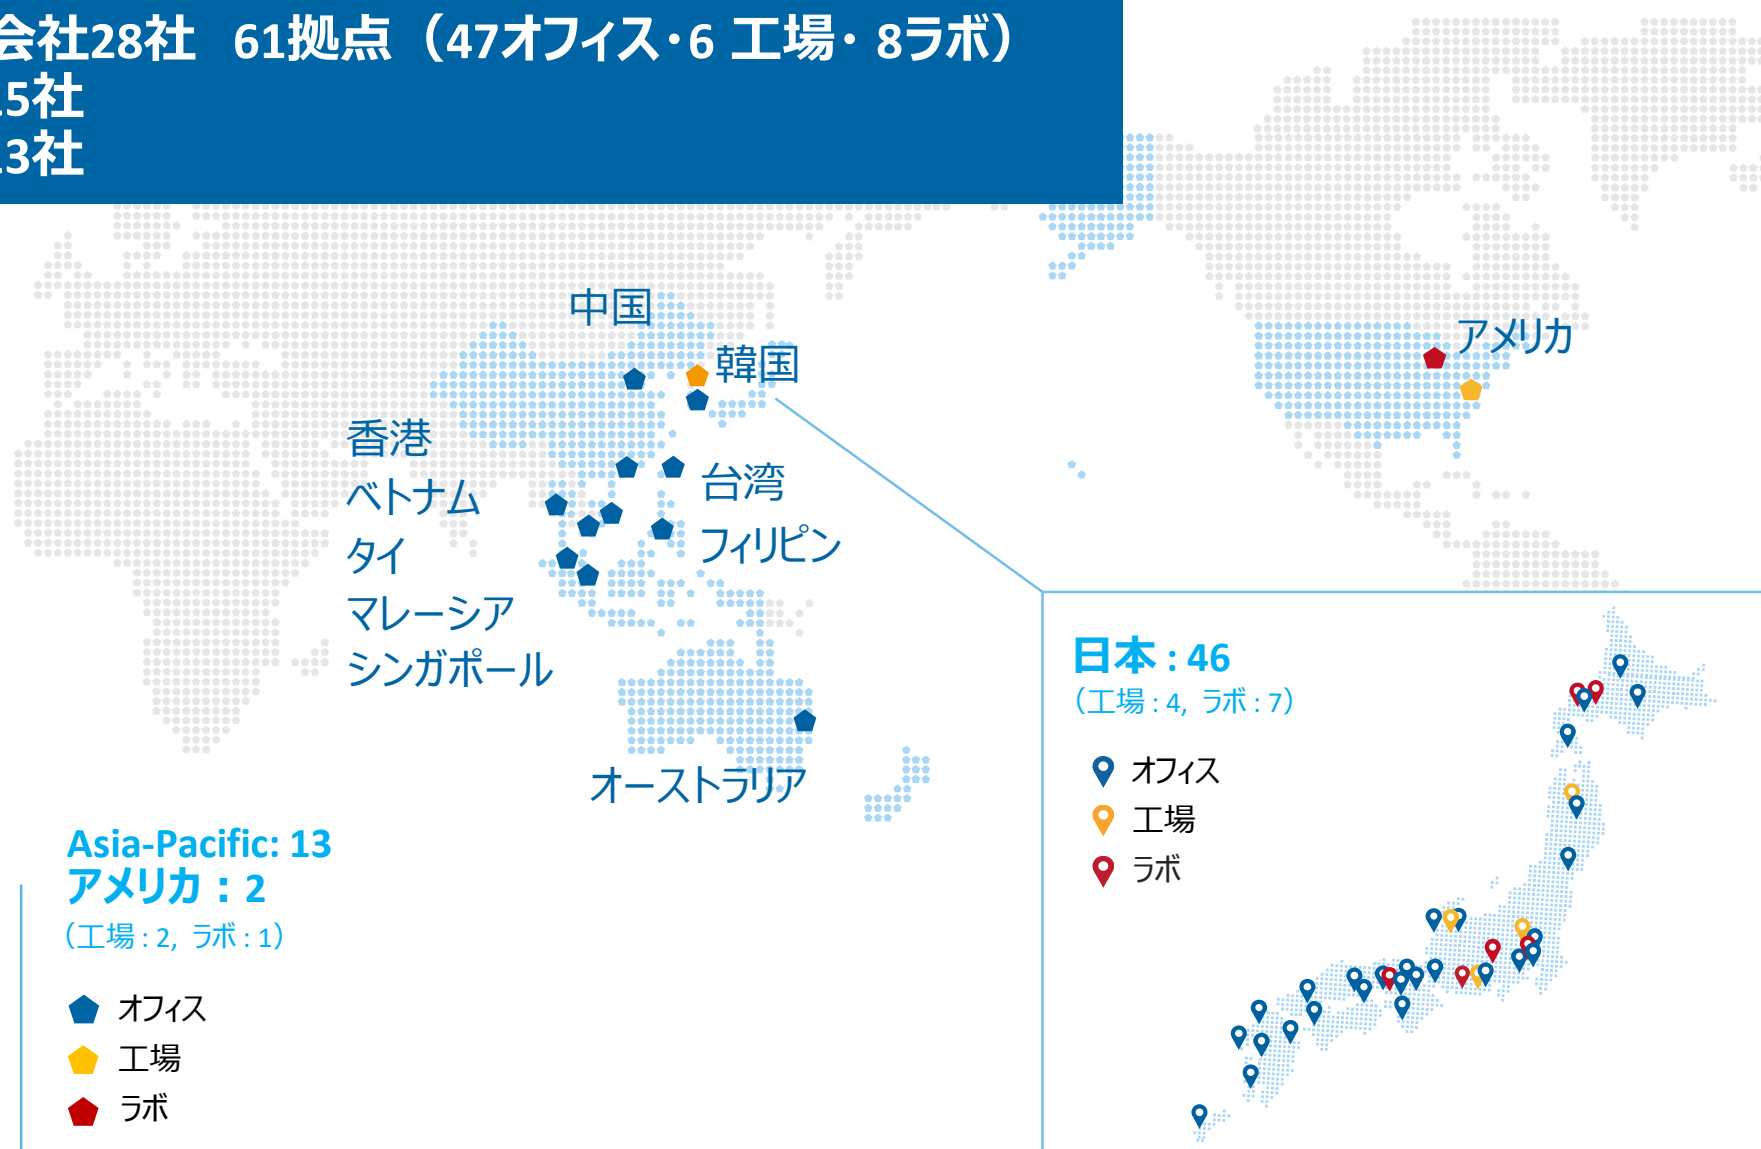 会社28社 61拠点（47オフィス・6 工場・ 8ラボ）
15社
13社
中国
韓国
アメリカ
香港
ベトナム
タイ
マレーシア
シンガポール
台湾
フィリピン
オーストラリア
Asia-Pacific: 13
アメリカ : 2
（工場 : 2, ラボ : 1）
オフィス
工場
ラボ
日本 : 46
（工場 : 4, ラボ : 7）
オフィス
工場
ラボ